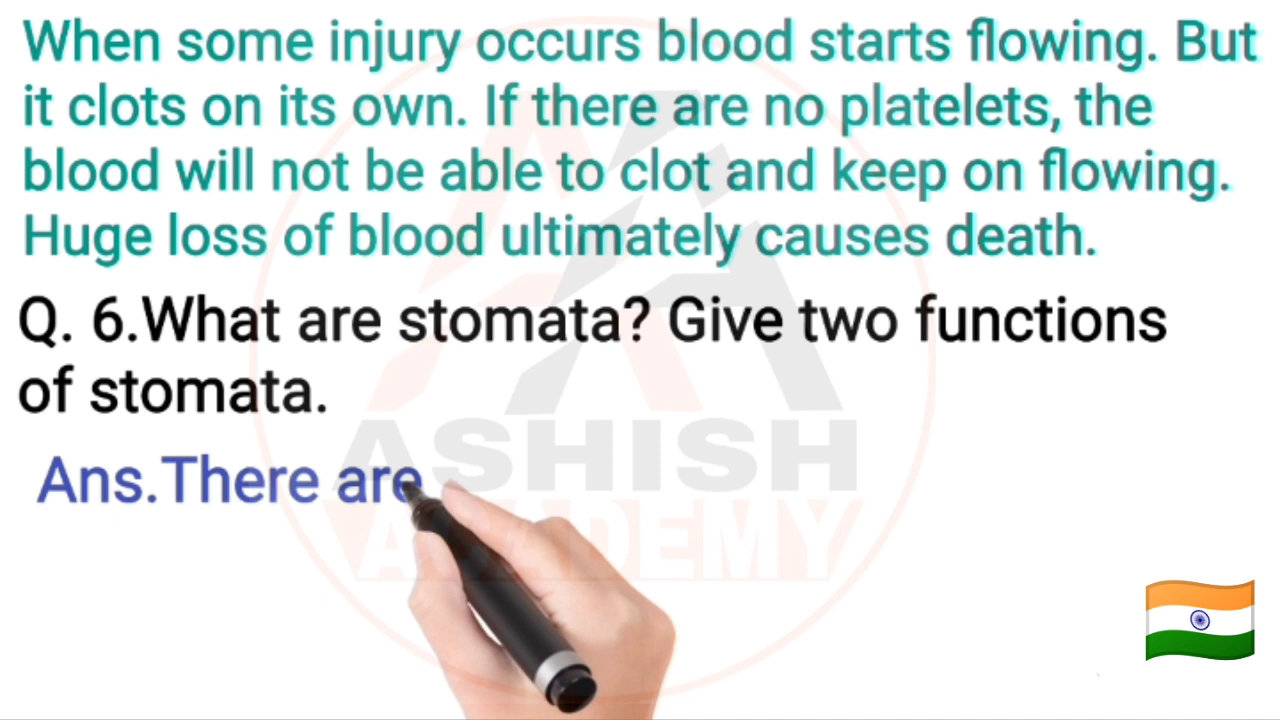 When some injury occurs blood starts flowing. But
it clots on its own. If there are no platelets, the
blood will not be able to clot and keep on flowing.
Huge loss of blood ultimately causes death.
Q. 6.What are stomata? Give two functions
of stomata.
Ans.There are
ASHISH
ACADEMY